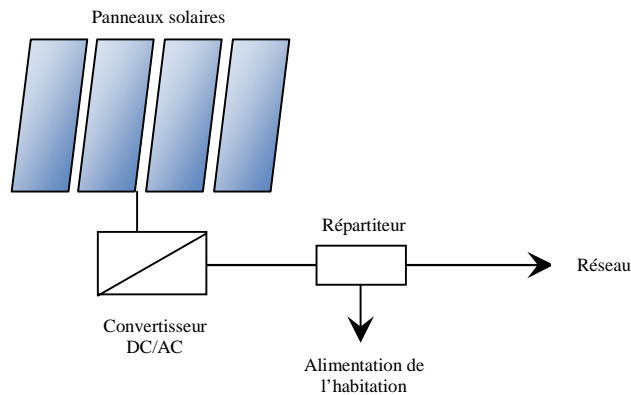 Panneaux solaires
Répartiteur
Réseau
Convertisseur
DC/AC
Alimentation de
l’habitation